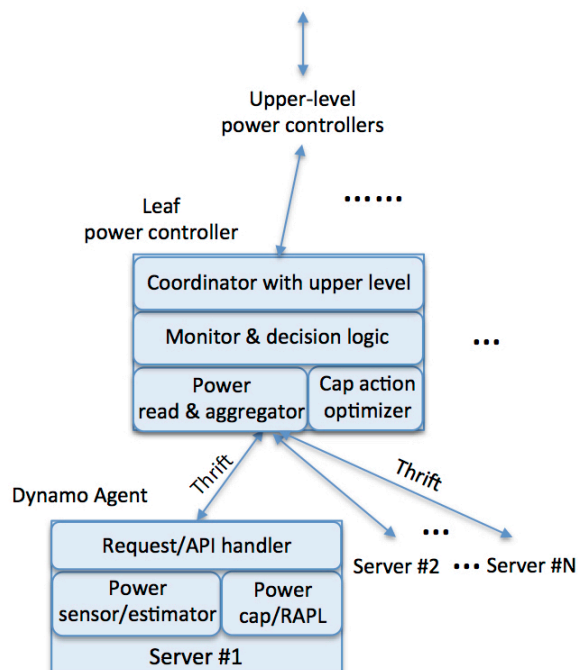 Upper-level
power controllers
……
Leaf
power controller
Coordinator with upper level
Monitor & decision logic
...
Power
read & aggregator
Cap action
optimizer
Thrift
Thrift
Dynamo Agent
...
Request/API handler
Server #2 ... Server #N
Power
sensor/estimator
Power
cap/RAPL
Server #1